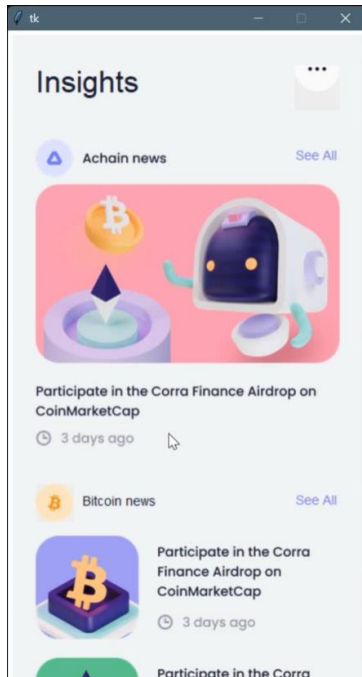 tk
Insights
Achain news
See All
Participate in the Corra Finance Airdrop on
CoinMarketCap
3 days ago
Bitcoin news
See All
Participate in the Corra
Finance Airdrop on
CoinMarketCap
3 days ago
Participate in the Corra